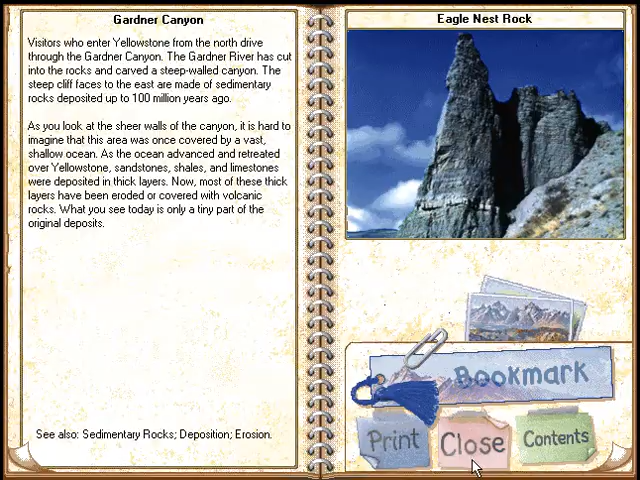 Gardner Canyon
Visitors who enter Yellowstone from the north drive
through the Gardner Canyon. The Gardner River has cut
into the rocks and carved a steep-walled canyon. The
steep cliff faces to the east are made of sedimentary
rocks deposited up to 100 million years ago.
As you look at the sheer walls of the canyon, it is hard to
imagine that this area was once covered by a vast,
shallow ocean. As the ocean advanced and retreated
over Yellowstone, sandstones, shales, and limestones
were deposited in thick layers. Now, most of these thick
layers have been eroded or covered with volcanic
rocks. What you see today is only a tiny part of the
original deposits.
See also: Sedimentary Rocks; Deposition; Erosion.
Eagle Nest Rock
Bookmark
Print
Close
Contents